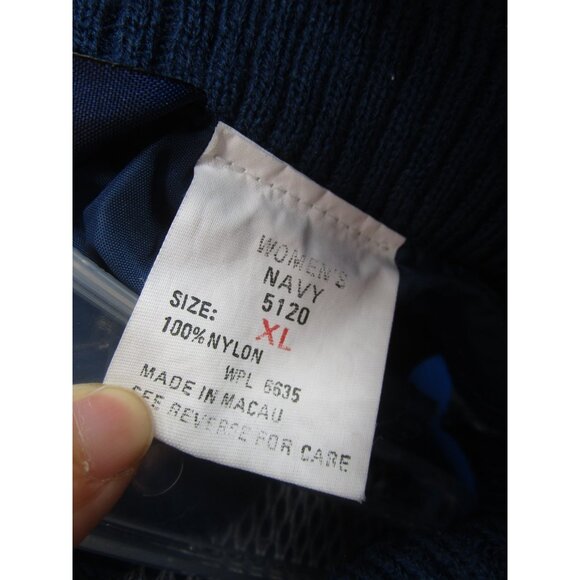 WOMEN'S
NAVY
5120
SIZE: XL
100%NYLON
WPL 6635
MADE IN MACAU
SEE REVERSE FOR CARE